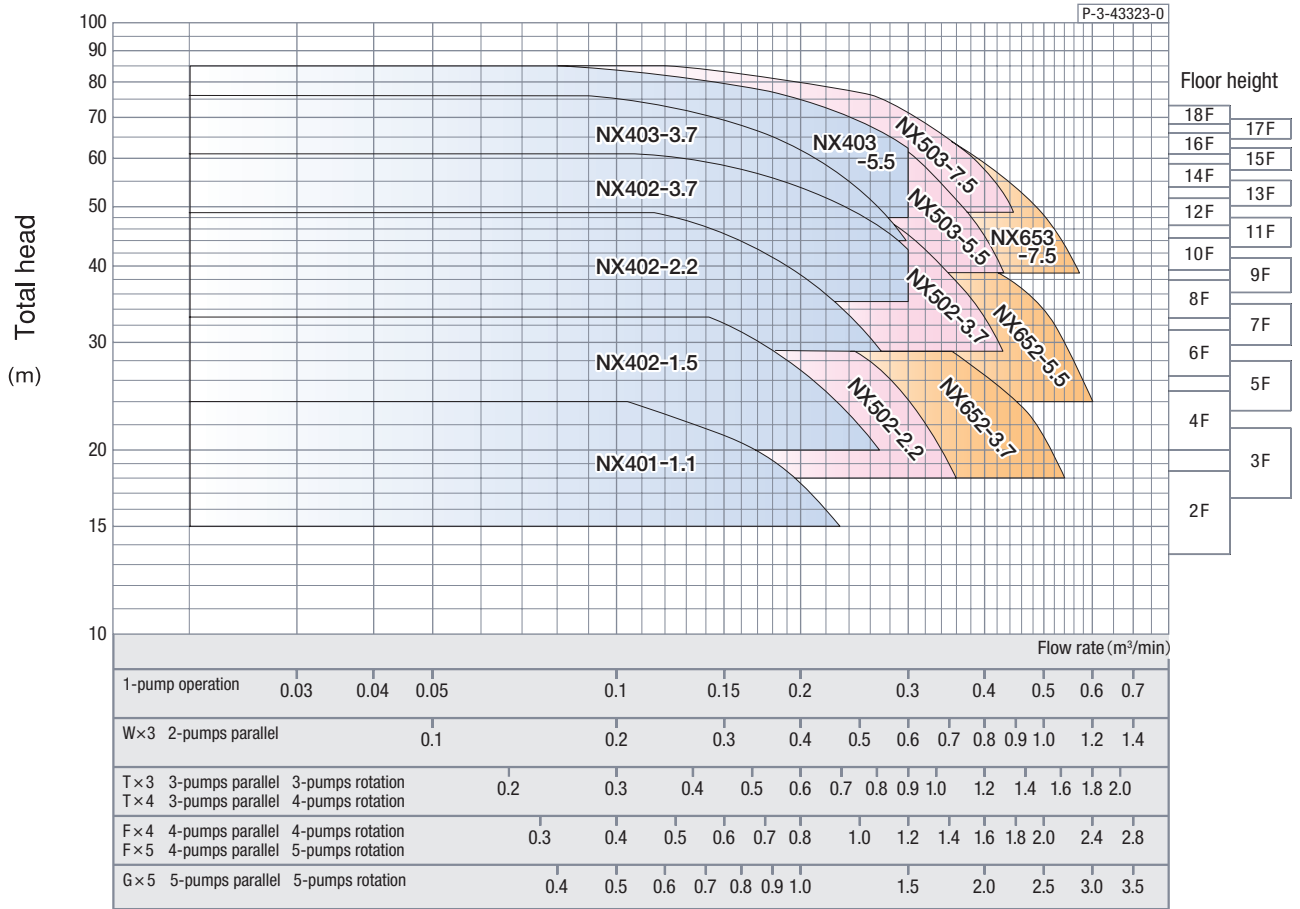 P-3-43323-0
100
90
80
70
60
50
40
30
20
15
10
Total head
(m)
Floor height
18F
17F
16F
15F
14F
13F
12F
11F
10F
9F
8F
7F
6F
5F
4F
3F
2F
NX403-3.7
NX403
-5.5
NX503-7.5
NX402-3.7
NX503-5.5
NX653
-7.5
NX402-2.2
NX502-3.7
NX652-5.5
NX402-1.5
NX502-2.2
NX652-3.7
NX401-1.1
Flow rate (m³/min)
1-pump operation 0.03 0.04 0.05 0.1 0.15 0.2 0.3 0.4 0.5 0.6 0.7
W×3 2-pumps parallel 0.1 0.2 0.3 0.4 0.5 0.6 0.7 0.8 0.9 1.0 1.2 1.4
T×3 3-pumps parallel 3-pumps rotation
T×4 3-pumps parallel 4-pumps rotation
0.2 0.3 0.4 0.5 0.6 0.7 0.8 0.9 1.0 1.2 1.4 1.6 1.8 2.0
F×4 4-pumps parallel 4-pumps rotation
F×5 4-pumps parallel 5-pumps rotation
0.3 0.4 0.5 0.6 0.7 0.8 1.0 1.2 1.4 1.6 1.8 2.0 2.4 2.8
G×5 5-pumps parallel 5-pumps rotation
0.4 0.5 0.6 0.7 0.8 0.9 1.0 1.5 2.0 2.5 3.0 3.5